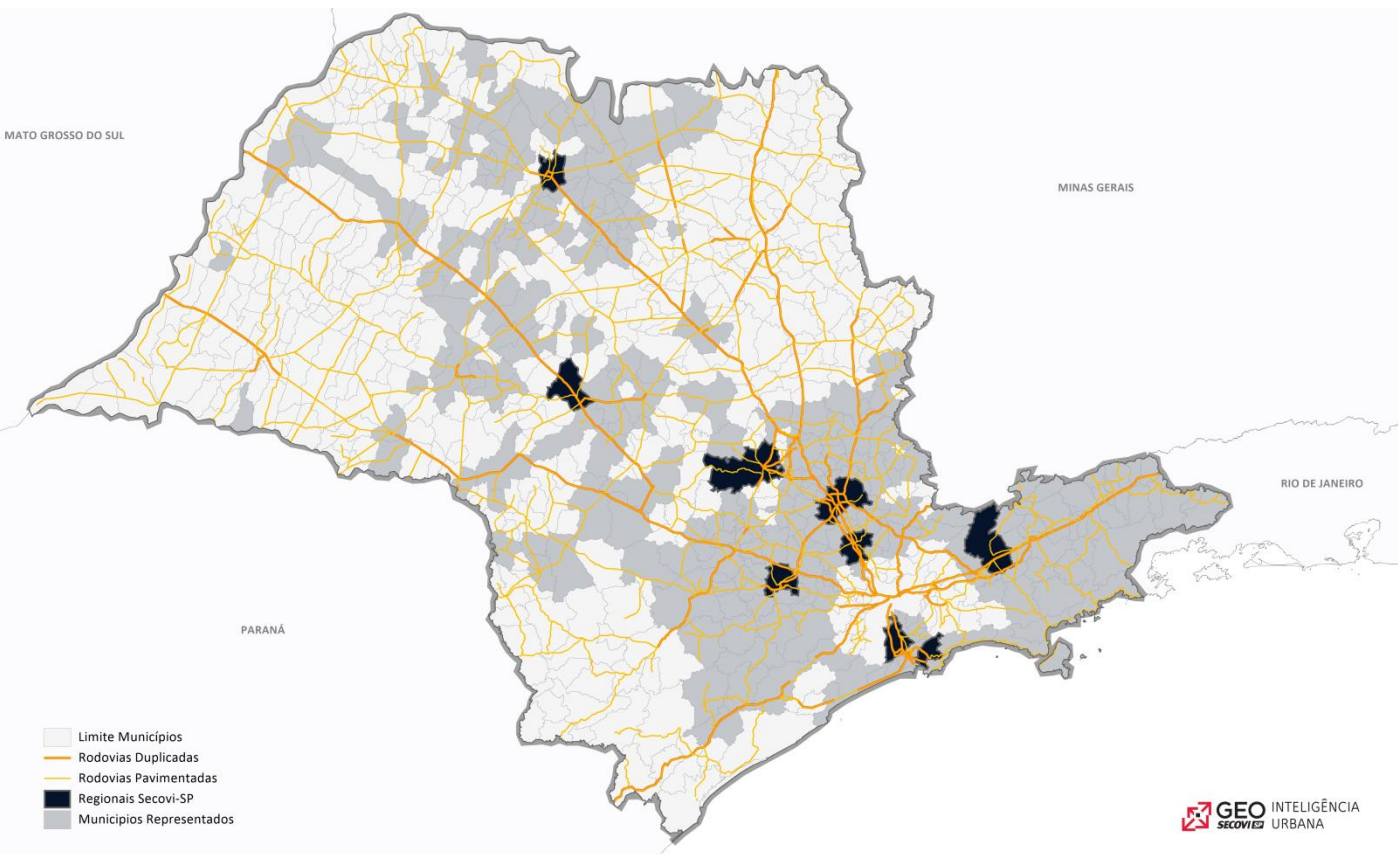 MATO GROSSO DO SUL
MINAS GERAIS
RIO DE JANEIRO
PARANÁ
Limite Municípios
Rodovias Duplicadas
Rodovias Pavimentadas
Regionais Secovi-SP
Municipios Representados
GEO INTELIGÊNCIA
SECOVI SP URBANA